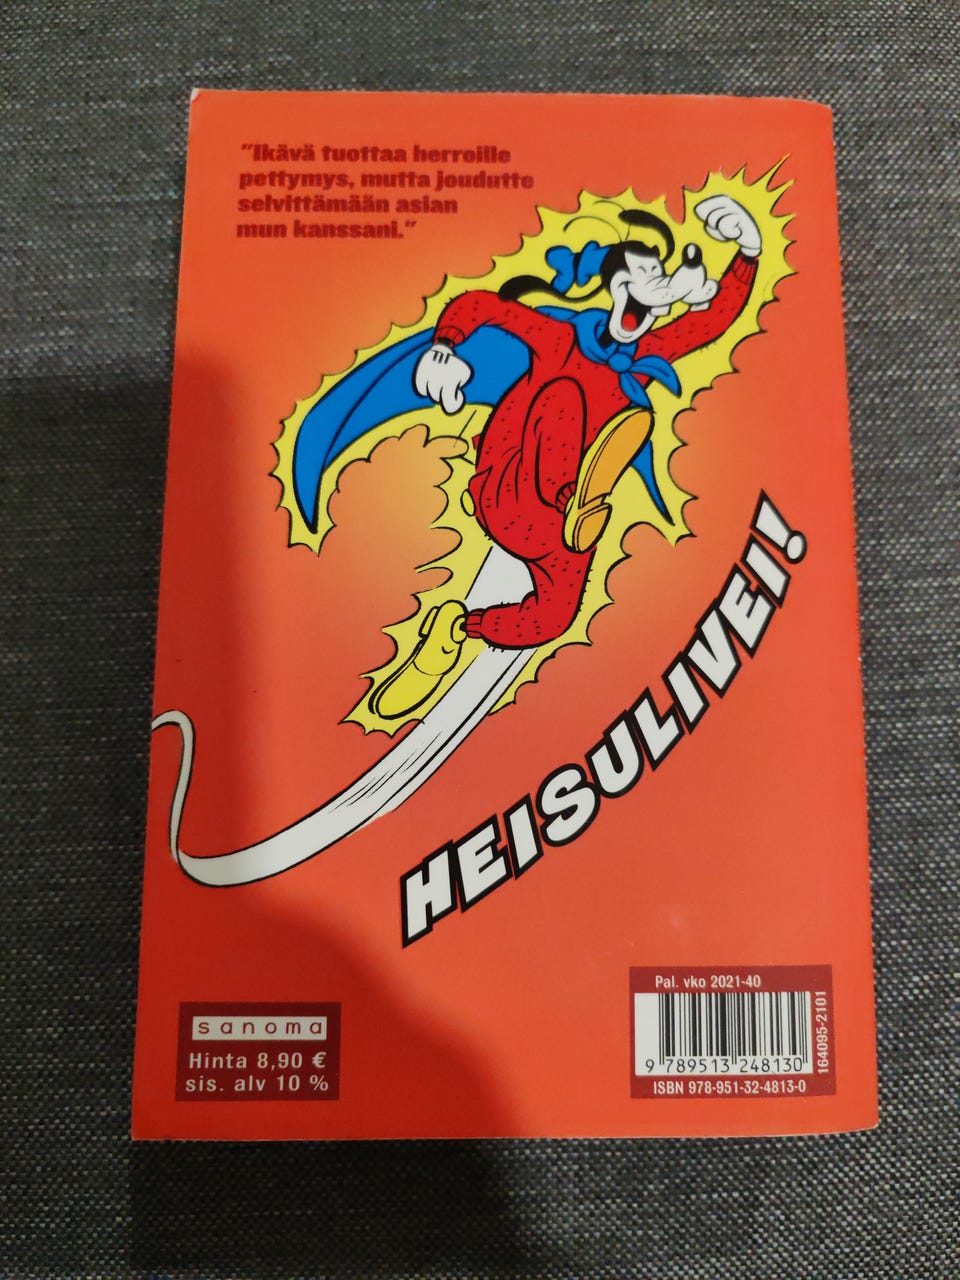 "Ikävä tuottaa herroille
pettymys, mutta joudutte
selvittämään asian
mun kanssani."
HEISULIVEI!
sanoma
Hinta 8,90 €
sis. alv 10 %
Pal. vko 2021-40
9 789513 248130
ISBN 978-951-32-4813-0
164095-2101